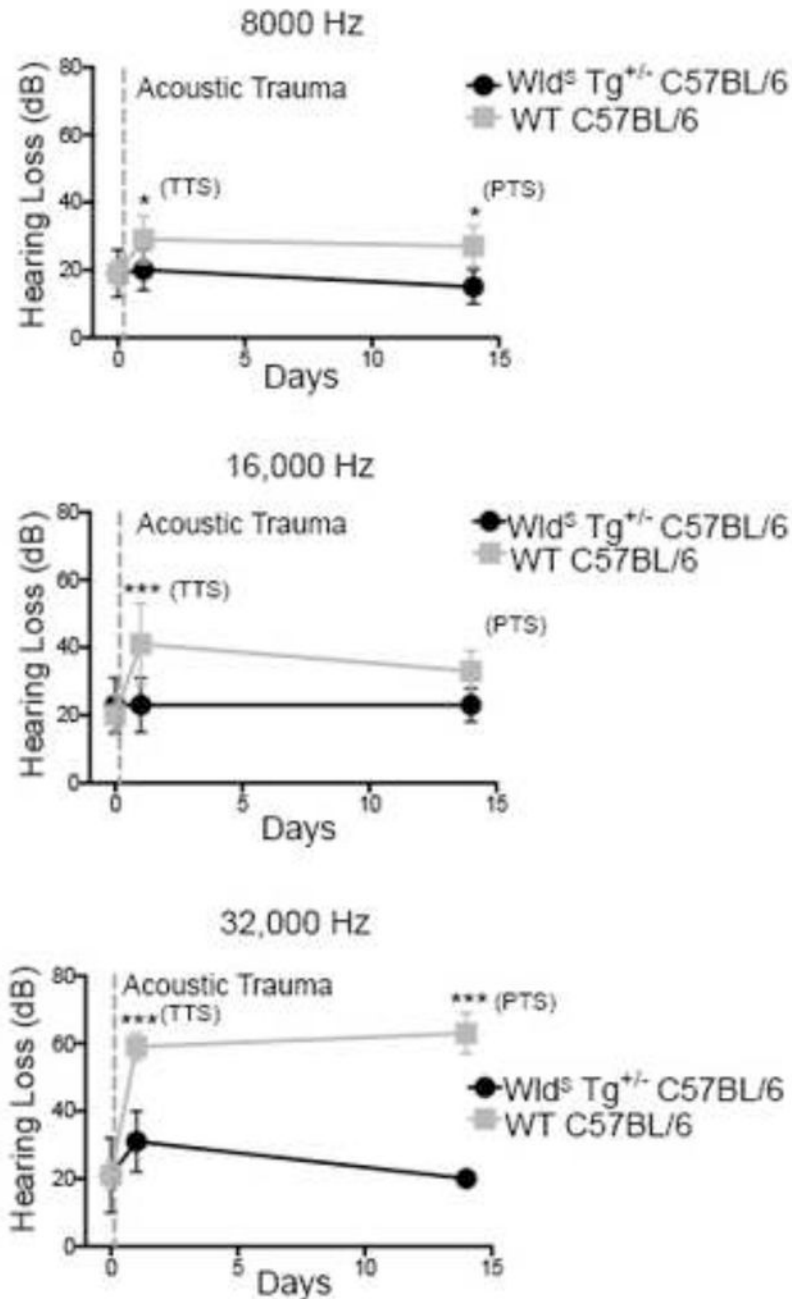 8000 Hz
Hearing Loss (dB)
80
60
40
20
0
Acoustic Trauma
* (TTS)
(PTS)
*
Wldˢ Tg⁺/⁻ C57BL/6
WT C57BL/6
0 5 10 15
Days
16,000 Hz
Hearing Loss (dB)
80
60
40
20
0
Acoustic Trauma
*** (TTS)
(PTS)
Wldˢ Tg⁺/⁻ C57BL/6
WT C57BL/6
0 5 10 15
Days
32,000 Hz
Hearing Loss (dB)
80
60
40
20
0
Acoustic Trauma
*** (TTS)
*** (PTS)
Wldˢ Tg⁺/⁻ C57BL/6
WT C57BL/6
0 5 10 15
Days